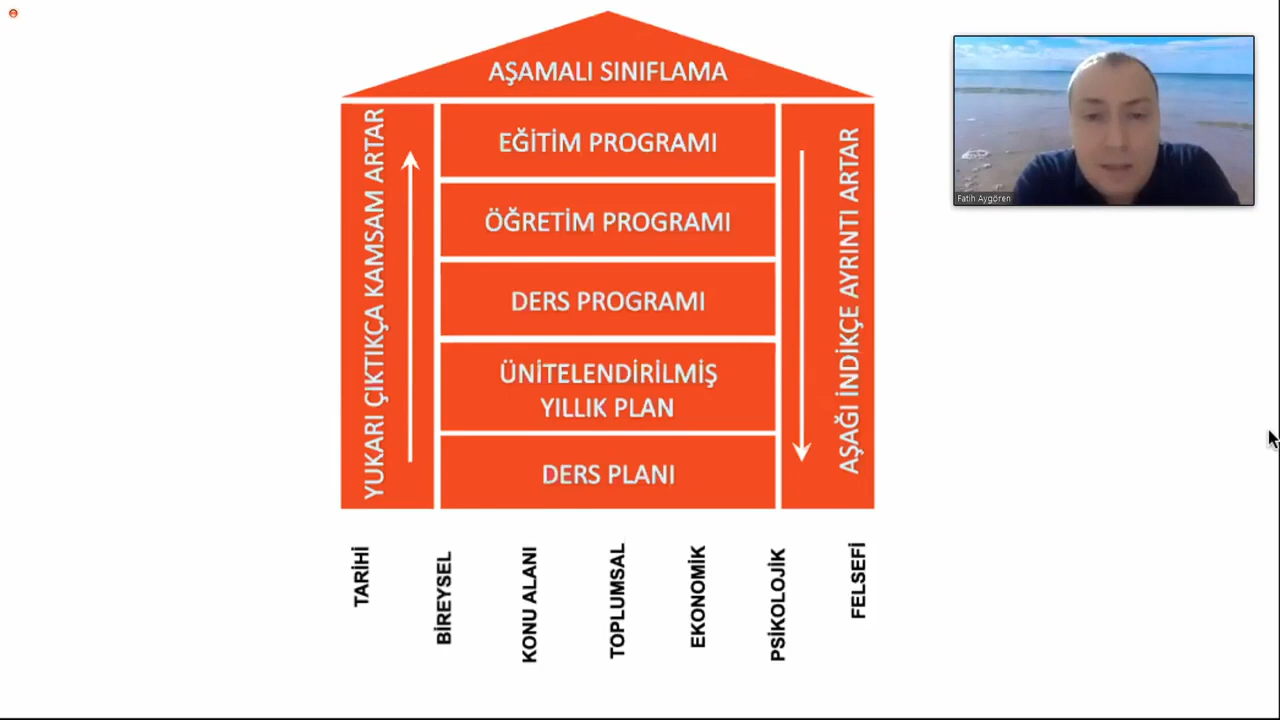 AŞAMALI SINIFLAMA
YUKARI ÇIKTIKÇA KAMSAM ARTAR
EĞİTİM PROGRAMI
ÖĞRETİM PROGRAMI
DERS PROGRAMI
ÜNİTELENDİRİLMİŞ
YILLIK PLAN
DERS PLANI
AŞAĞI İNDİKÇE AYRINTI ARTAR
TARİHİ
BİREYSEL
KONU ALANI
TOPLUMSAL
EKONOMİK
PSİKOLOJİK
FELSEFİ
Fatih Aygören